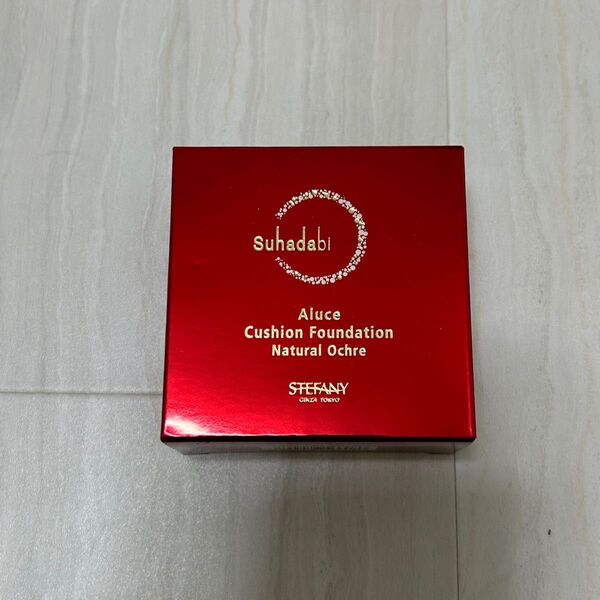 Suhadabi
Aluce
Cushion Foundation
Natural Ochre
STEFANY
GINZA TOKYO